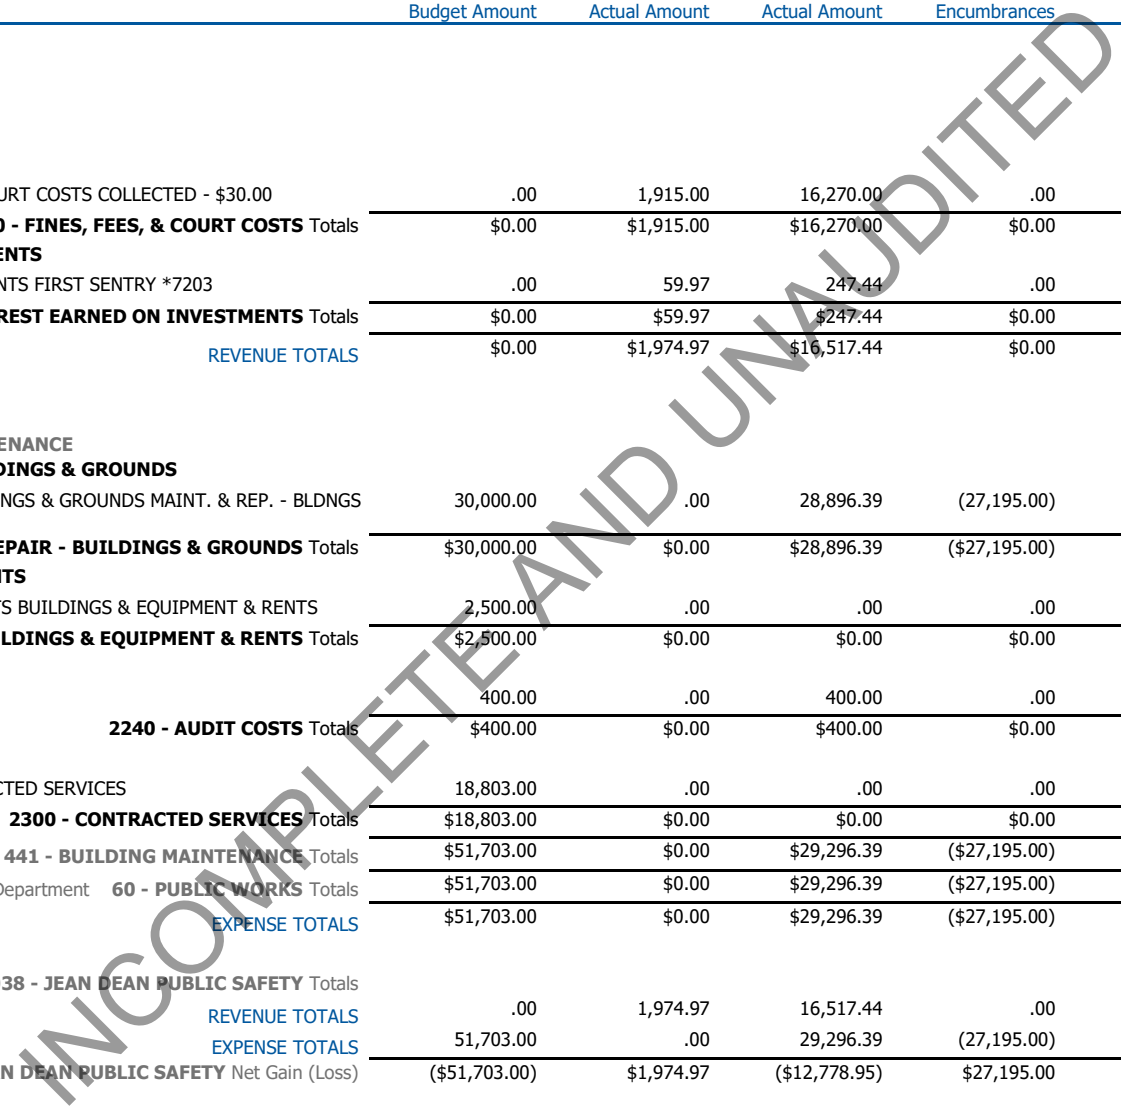 Budget Amount Actual Amount Actual Amount Encumbrances
URT COSTS COLLECTED - $30.00 .00 1,915.00 16,270.00 .00
0 - FINES, FEES, & COURT COSTS Totals $0.00 $1,915.00 $16,270.00 $0.00
ENTS
NTS FIRST SENTRY *7203 .00 59.97 247.44 .00
REST EARNED ON INVESTMENTS Totals $0.00 $59.97 $247.44 $0.00
REVENUE TOTALS $0.00 $1,974.97 $16,517.44 $0.00
ENANCE
DINGS & GROUNDS
NGS & GROUNDS MAINT. & REP. - BLDNGS 30,000.00 .00 28,896.39 (27,195.00)
EPAIR - BUILDINGS & GROUNDS Totals $30,000.00 $0.00 $28,896.39 ($27,195.00)
NTS
TS BUILDINGS & EQUIPMENT & RENTS 2,500.00 .00 .00 .00
ILDINGS & EQUIPMENT & RENTS Totals $2,500.00 $0.00 $0.00 $0.00
400.00 .00 400.00 .00
2240 - AUDIT COSTS Totals $400.00 $0.00 $400.00 $0.00
CTED SERVICES 18,803.00 .00 .00 .00
2300 - CONTRACTED SERVICES Totals $18,803.00 $0.00 $0.00 $0.00
441 - BUILDING MAINTENANCE Totals $51,703.00 $0.00 $29,296.39 ($27,195.00)
Department 60 - PUBLIC WORKS Totals $51,703.00 $0.00 $29,296.39 ($27,195.00)
EXPENSE TOTALS $51,703.00 $0.00 $29,296.39 ($27,195.00)
38 - JEAN DEAN PUBLIC SAFETY Totals
REVENUE TOTALS .00 1,974.97 16,517.44 .00
EXPENSE TOTALS 51,703.00 .00 29,296.39 (27,195.00)
N DEAN PUBLIC SAFETY Net Gain (Loss) ($51,703.00) $1,974.97 ($12,778.95) $27,195.00
INCOMPLETE AND UNAUDITED